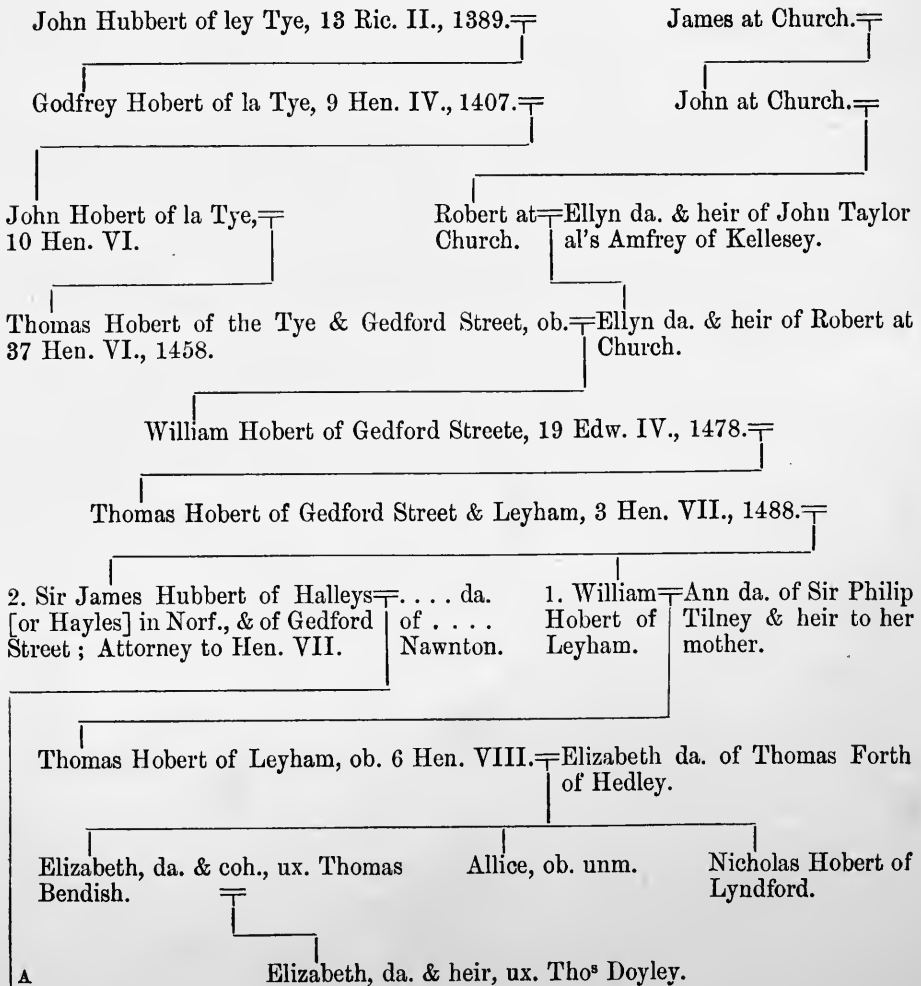 John Hubbert of ley Tye, 13 Ric. II., 1389.
James at Church.
Godfrey Hobert of la Tye, 9 Hen. IV., 1407.
John at Church.
John Hobert of la Tye,
10 Hen. VI.
Robert at
Church.
Ellyn da. & heir of John Taylor
al's Amfrey of Kellesey.
Thomas Hobert of the Tye & Gedford Street, ob.
37 Hen. VI., 1458.
Ellyn da. & heir of Robert at
Church.
William Hobert of Gedford Streete, 19 Edw. IV., 1478.
Thomas Hobert of Gedford Street & Leyham, 3 Hen. VII., 1488.
2. Sir James Hubbert of Halleys
[or Hayles] in Norf., & of Gedford
Street; Attorney to Hen. VII.
. . . . da.
of . . . .
Nawnton.
1. William
Hobert of
Leyham.
Ann da. of Sir Philip
Tilney & heir to her
mother.
Thomas Hobert of Leyham, ob. 6 Hen. VIII.
Elizabeth da. of Thomas Forth
of Hedley.
Elizabeth, da. & coh., ux. Thomas
Bendish.
Allice, ob. unm.
Nicholas Hobert of
Lyndford.
A
Elizabeth, da. & heir, ux. Thoˢ Doyley.